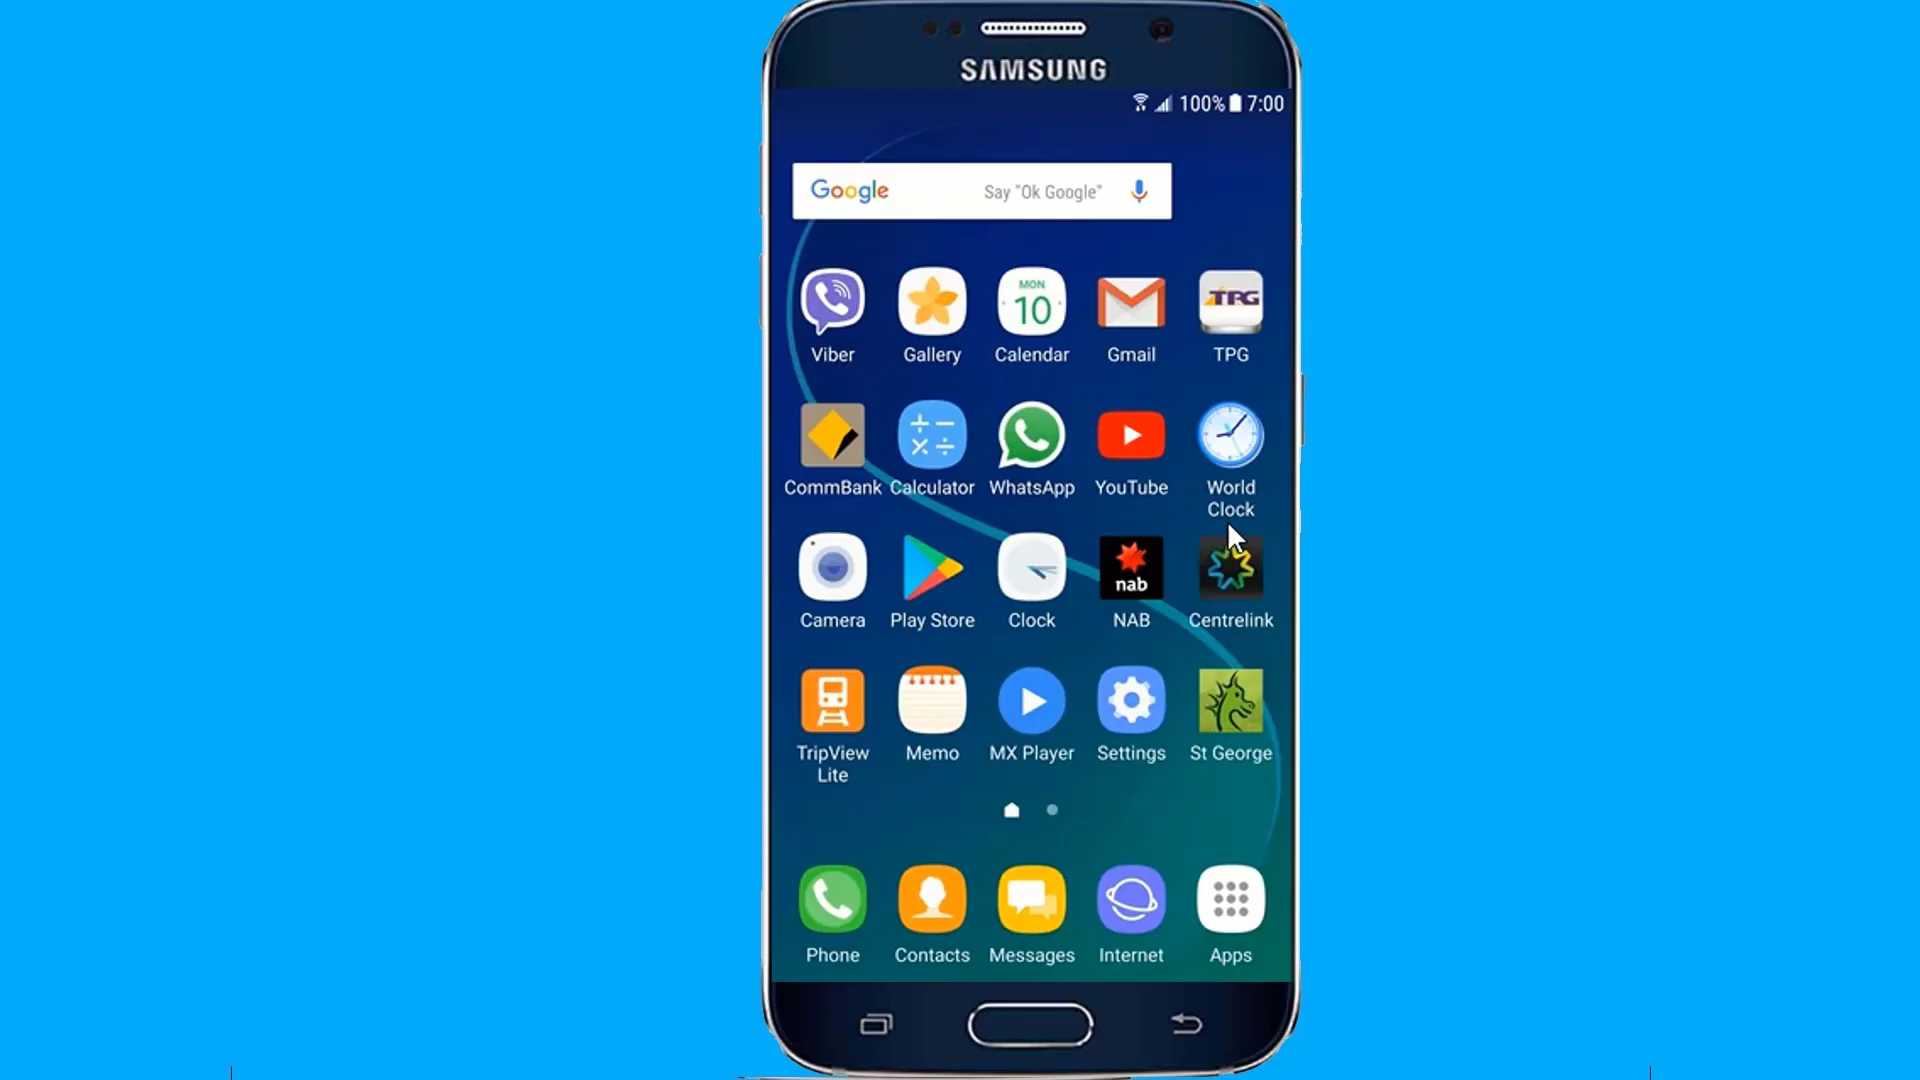 SAMSUNG
100% 7:00
Google Say "Ok Google"
MON
10
TPG
Viber Gallery Calendar Gmail TPG
CommBank Calculator WhatsApp YouTube World
Clock
nab
Camera Play Store Clock NAB Centrelink
TripView Memo MX Player Settings St George
Lite
Phone Contacts Messages Internet Apps